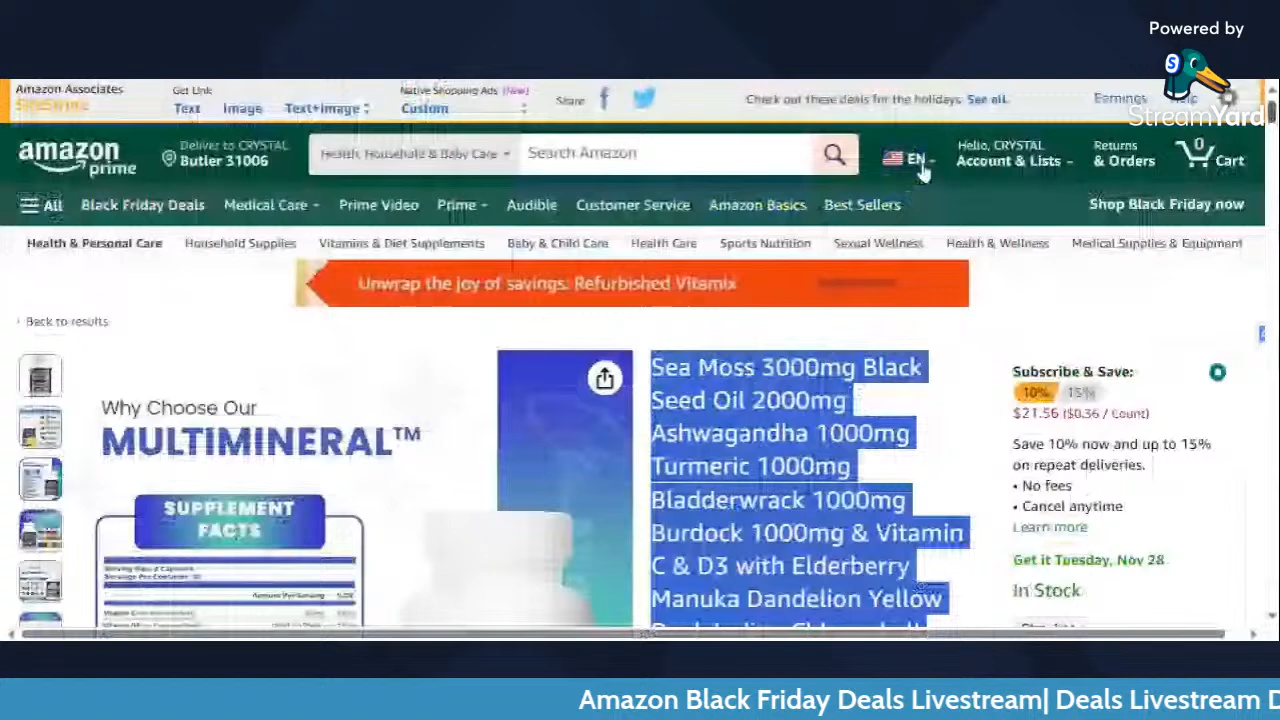 Powered by
StreamYard
Amazon Associates
SiteStripe
Get Link
Text Image Text+Image
Native Shopping Ads (New)
Custom
Share
Check out these deals for the holidays. See all.
Earnings Help
amazon prime
Deliver to CRYSTAL
Butler 31006
Health, Household & Baby Care
Search Amazon
EN
Hello, CRYSTAL
Account & Lists
Returns
& Orders
0
Cart
All Black Friday Deals Medical Care Prime Video Prime Audible Customer Service Amazon Basics Best Sellers
Shop Black Friday now
Health & Personal Care Household Supplies Vitamins & Diet Supplements Baby & Child Care Health Care Sports Nutrition Sexual Wellness Health & Wellness Medical Supplies & Equipment
Unwrap the joy of savings: Refurbished Vitamix
‹ Back to results
Why Choose Our
MULTIMINERAL™
SUPPLEMENT
FACTS
Sea Moss 3000mg Black
Seed Oil 2000mg
Ashwagandha 1000mg
Turmeric 1000mg
Bladderwrack 1000mg
Burdock 1000mg & Vitamin
C & D3 with Elderberry
Manuka Dandelion Yellow
Subscribe & Save:
10% 15%
$21.56 ($0.36 / Count)
Save 10% now and up to 15%
on repeat deliveries.
• No fees
• Cancel anytime
Learn more
Get it Tuesday, Nov 28
In Stock
Amazon Black Friday Deals Livestream| Deals Livestream D